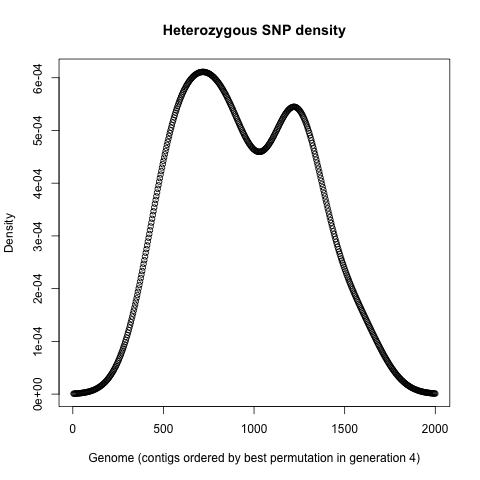 Heterozygous SNP density
Density
6e-04
5e-04
4e-04
3e-04
2e-04
1e-04
0e+00
0 500 1000 1500 2000
Genome (contigs ordered by best permutation in generation 4)